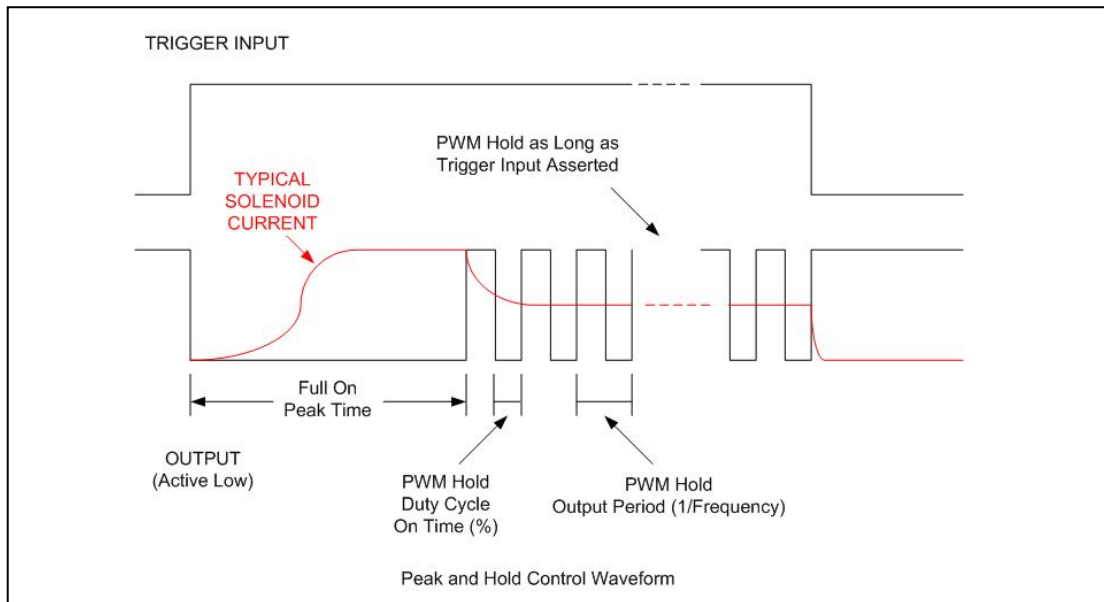 TRIGGER INPUT
PWM Hold as Long as
Trigger Input Asserted
TYPICAL
SOLENOID
CURRENT
Full On
Peak Time
OUTPUT
(Active Low)
PWM Hold
Duty Cycle
On Time (%)
PWM Hold
Output Period (1/Frequency)
Peak and Hold Control Waveform